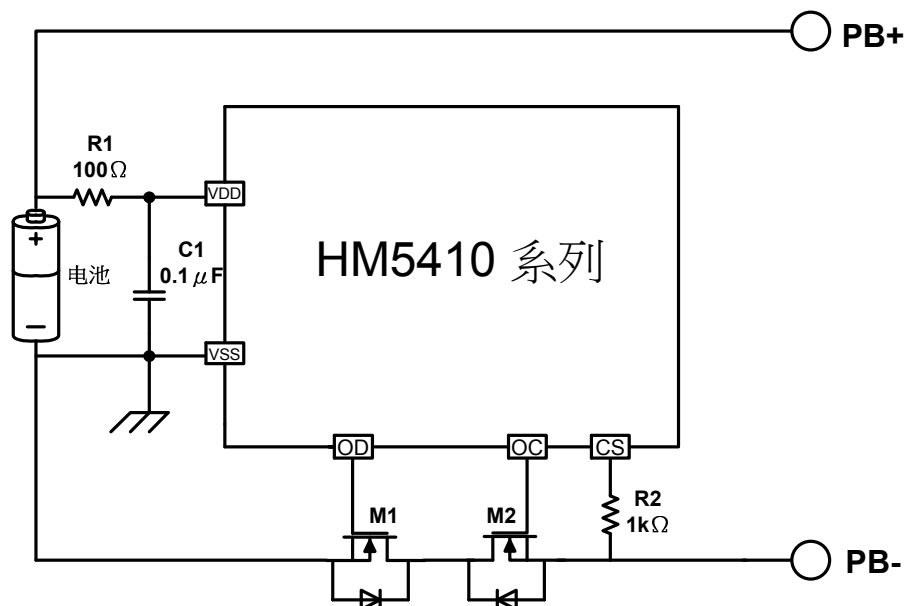 PB+
R1
100Ω
VDD
C1
0.1μF
HM5410 系列
+
电池
−
VSS
OD
OC
CS
M1
M2
R2
1kΩ
PB-